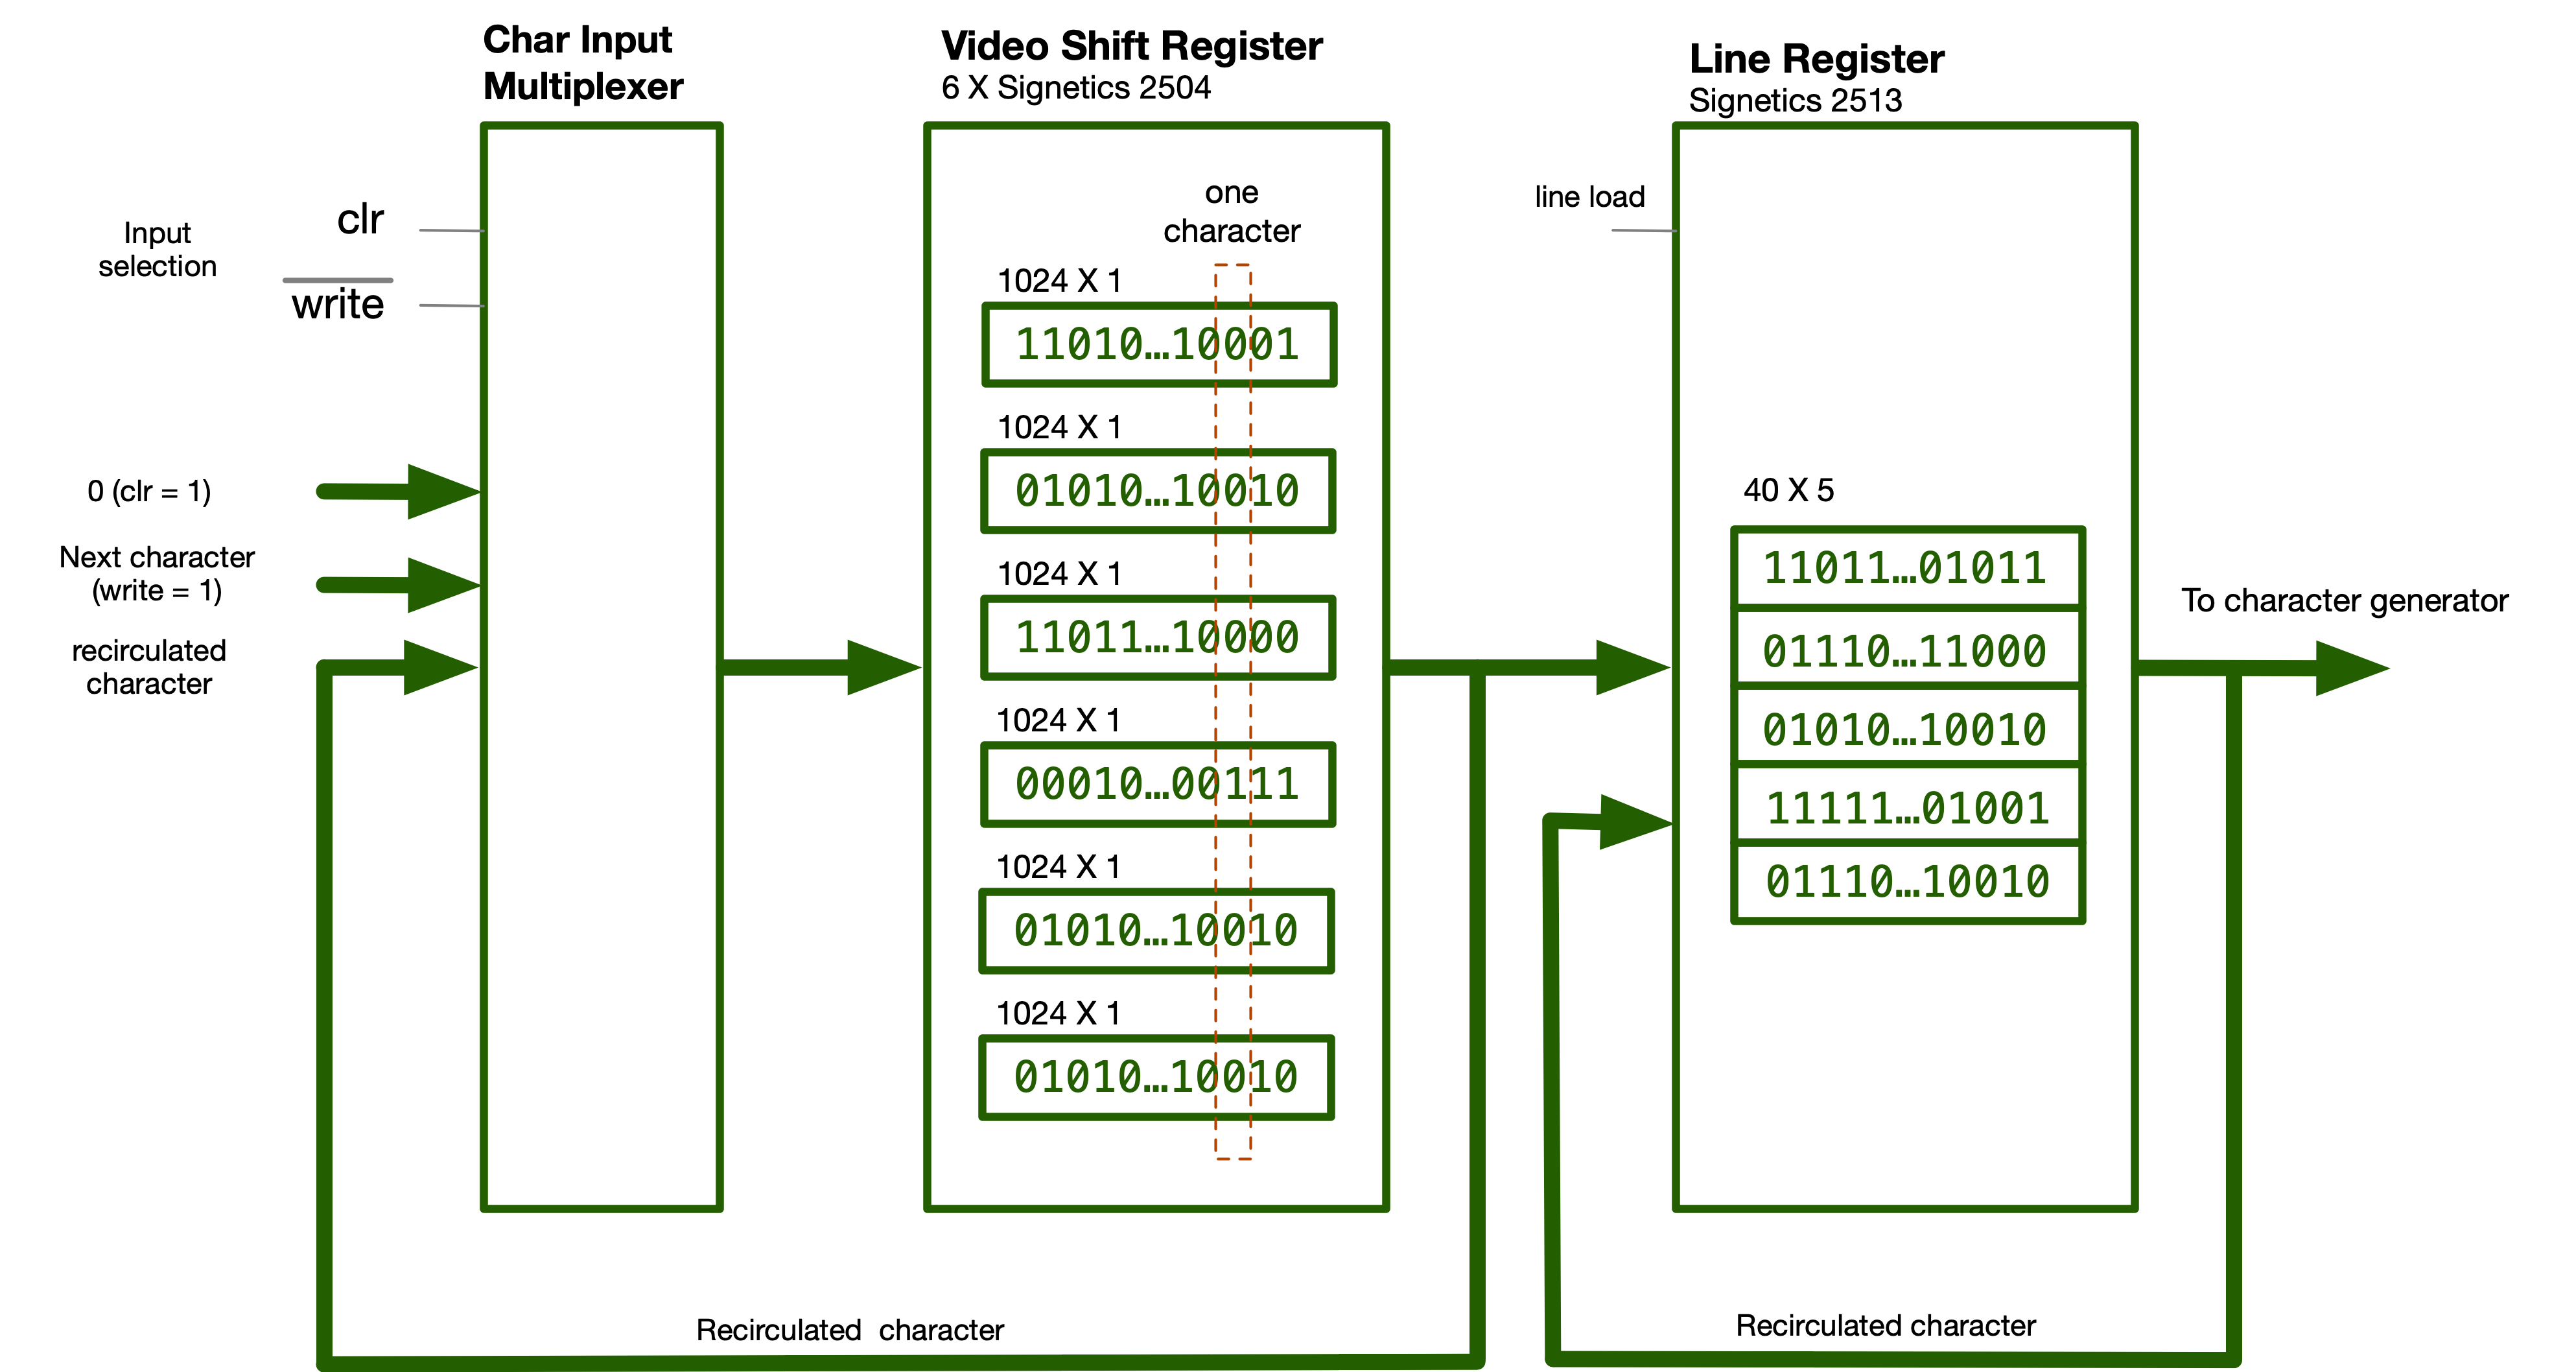 Char Input
Multiplexer
Video Shift Register
6 X Signetics 2504
Line Register
Signetics 2513
Input
selection
clr
write
0 (clr = 1)
Next character
(write = 1)
recirculated
character
one
character
1024 X 1
11010...10001
1024 X 1
01010...10010
1024 X 1
11011...10000
1024 X 1
00010...00111
1024 X 1
01010...10010
1024 X 1
01010...10010
line load
40 X 5
11011...01011
01110...11000
01010...10010
11111...01001
01110...10010
To character generator
Recirculated character
Recirculated character